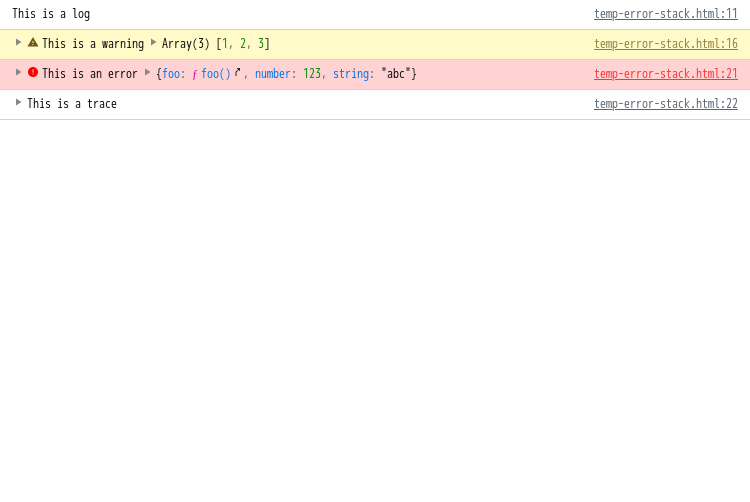 This is a log temp-error-stack.html:11
This is a warning Array(3) [1, 2, 3] temp-error-stack.html:16
This is an error {foo: ƒ foo(), number: 123, string: "abc"} temp-error-stack.html:21
This is a trace temp-error-stack.html:22